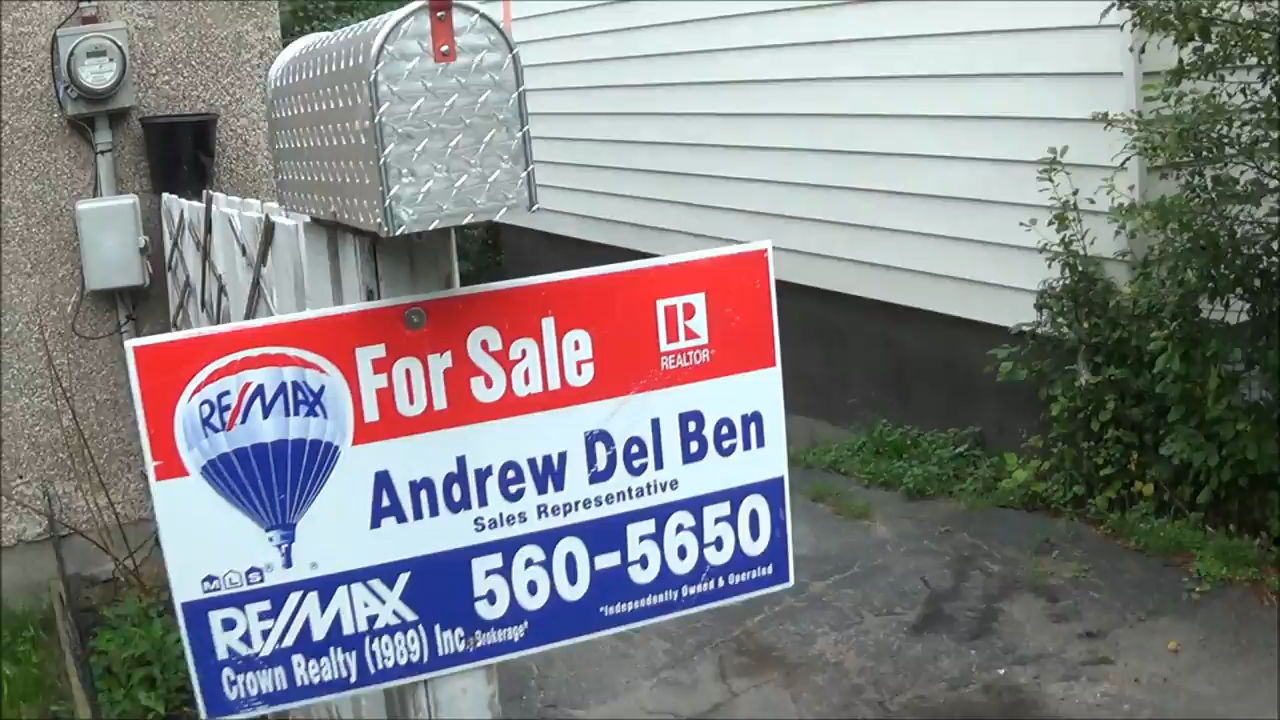 For Sale
R
REALTOR®
RE/MAX
Andrew Del Ben
Sales Representative
MLS®
®
560-5650
RE/MAX
*Independently Owned & Operated
Crown Realty (1989) Inc. Brokerage*